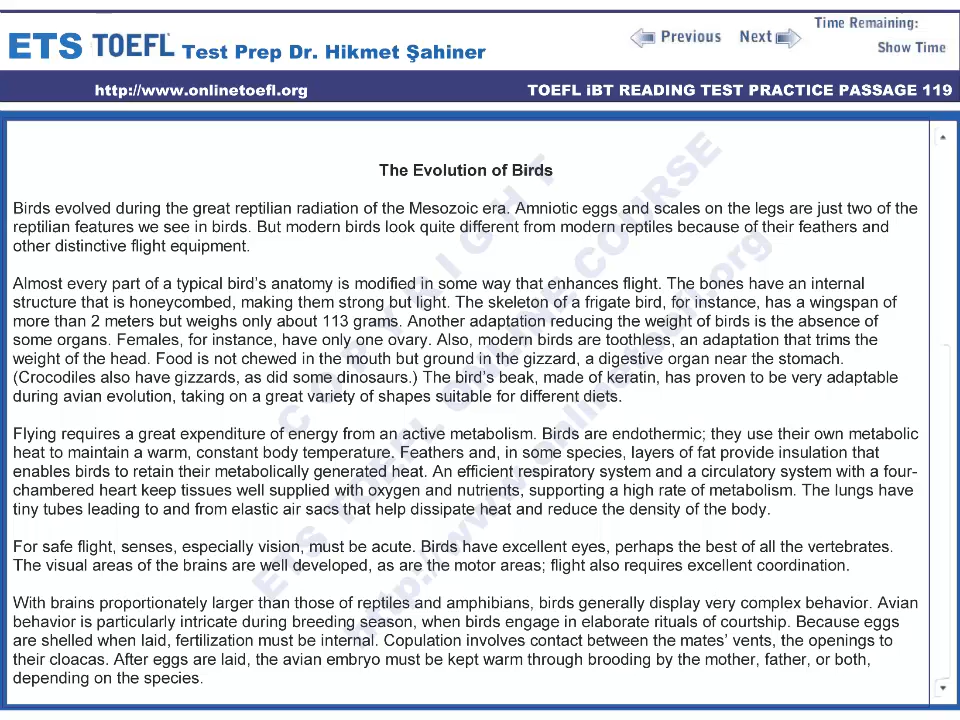 ETS TOEFL Test Prep Dr. Hikmet Şahiner
Previous Next
Time Remaining:
Show Time
http://www.onlinetoefl.org
TOEFL iBT READING TEST PRACTICE PASSAGE 119
The Evolution of Birds
Birds evolved during the great reptilian radiation of the Mesozoic era. Amniotic eggs and scales on the legs are just two of the
reptilian features we see in birds. But modern birds look quite different from modern reptiles because of their feathers and
other distinctive flight equipment.
Almost every part of a typical bird's anatomy is modified in some way that enhances flight. The bones have an internal
structure that is honeycombed, making them strong but light. The skeleton of a frigate bird, for instance, has a wingspan of
more than 2 meters but weighs only about 113 grams. Another adaptation reducing the weight of birds is the absence of
some organs. Females, for instance, have only one ovary. Also, modern birds are toothless, an adaptation that trims the
weight of the head. Food is not chewed in the mouth but ground in the gizzard, a digestive organ near the stomach.
(Crocodiles also have gizzards, as did some dinosaurs.) The bird's beak, made of keratin, has proven to be very adaptable
during avian evolution, taking on a great variety of shapes suitable for different diets.
Flying requires a great expenditure of energy from an active metabolism. Birds are endothermic; they use their own metabolic
heat to maintain a warm, constant body temperature. Feathers and, in some species, layers of fat provide insulation that
enables birds to retain their metabolically generated heat. An efficient respiratory system and a circulatory system with a four-
chambered heart keep tissues well supplied with oxygen and nutrients, supporting a high rate of metabolism. The lungs have
tiny tubes leading to and from elastic air sacs that help dissipate heat and reduce the density of the body.
For safe flight, senses, especially vision, must be acute. Birds have excellent eyes, perhaps the best of all the vertebrates.
The visual areas of the brains are well developed, as are the motor areas; flight also requires excellent coordination.
With brains proportionately larger than those of reptiles and amphibians, birds generally display very complex behavior. Avian
behavior is particularly intricate during breeding season, when birds engage in elaborate rituals of courtship. Because eggs
are shelled when laid, fertilization must be internal. Copulation involves contact between the mates' vents, the openings to
their cloacas. After eggs are laid, the avian embryo must be kept warm through brooding by the mother, father, or both,
depending on the species.
COPYRIGHT
ETS TOEFL ONLINE COURSE
http://www.onlinetoefl.org